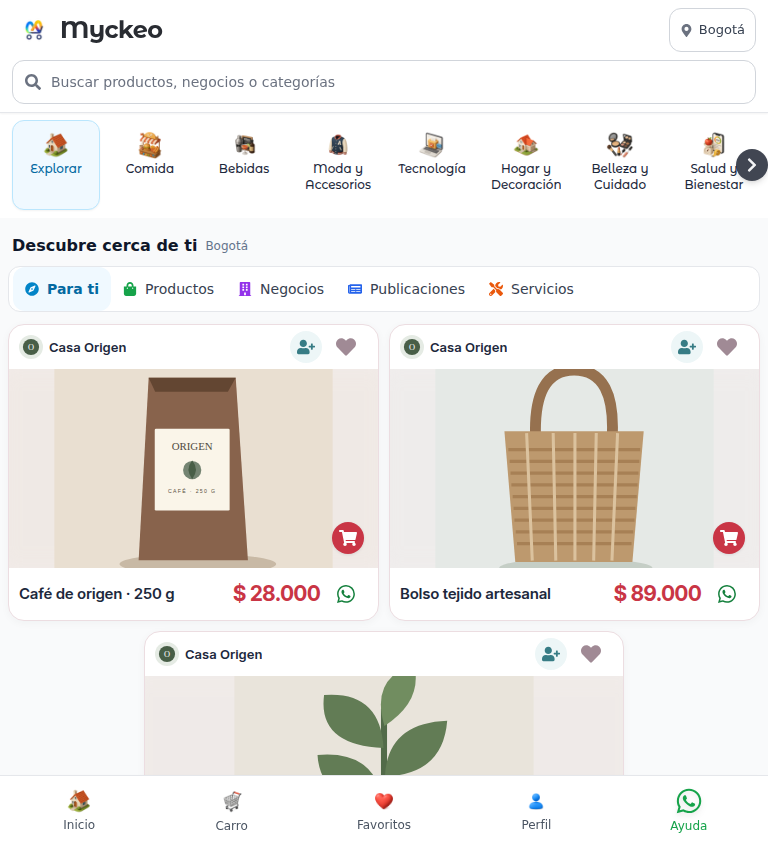 Myckeo
Bogotá
Buscar productos, negocios o categorías
Explorar
Comida
Bebidas
Moda y
Accesorios
Tecnología
Hogar y
Decoración
Belleza y
Cuidado
Salud y
Bienestar
Descubre cerca de ti Bogotá
Para ti
Productos
Negocios
Publicaciones
Servicios
O Casa Origen
ORIGEN
CAFÉ · 250 G
Café de origen · 250 g $ 28.000
O Casa Origen
Bolso tejido artesanal $ 89.000
O Casa Origen
Inicio
Carro
Favoritos
Perfil
Ayuda